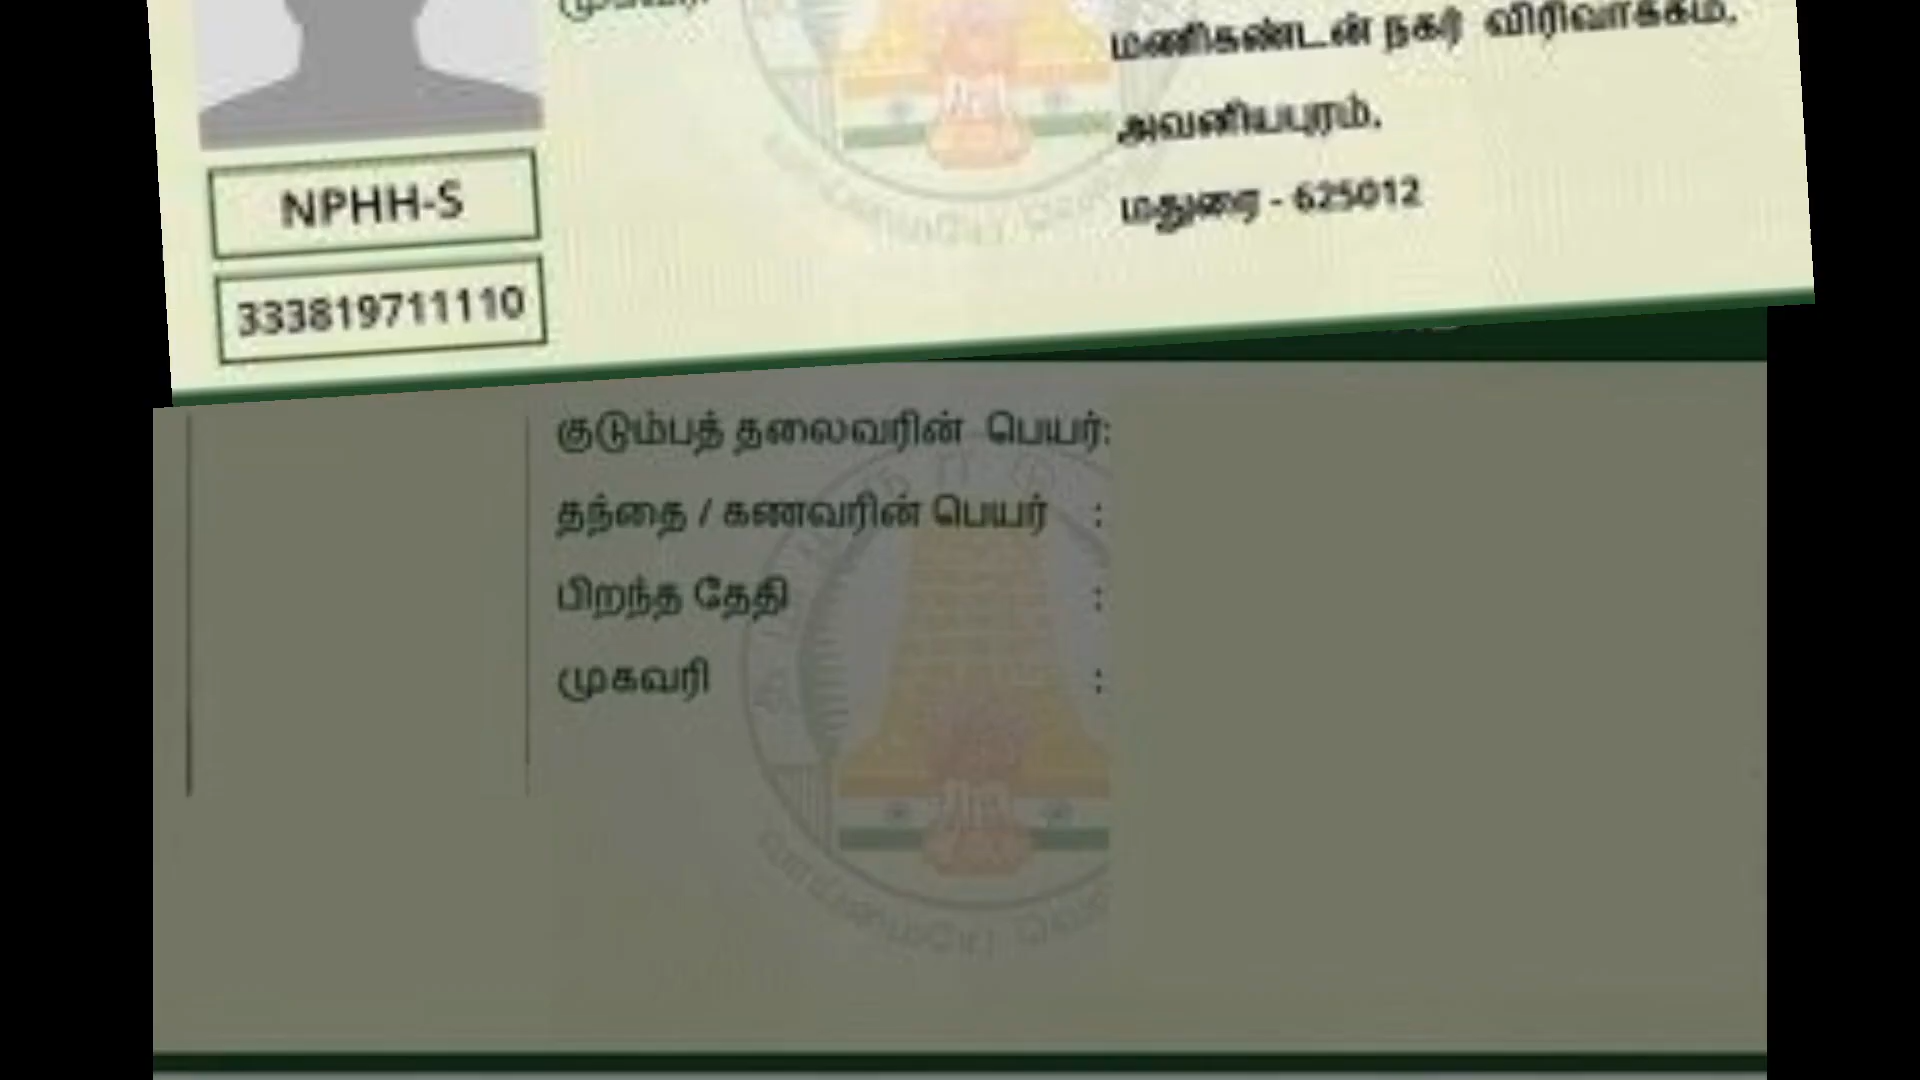 மணிகண்டன் நகர் விரிவாக்கம்,
அவனியபுரம்,
மதுரை - 625012
NPHH-S
333819711110
குடும்பத் தலைவரின் பெயர்:
தந்தை / கணவரின் பெயர் :
பிறந்த தேதி :
முகவரி :